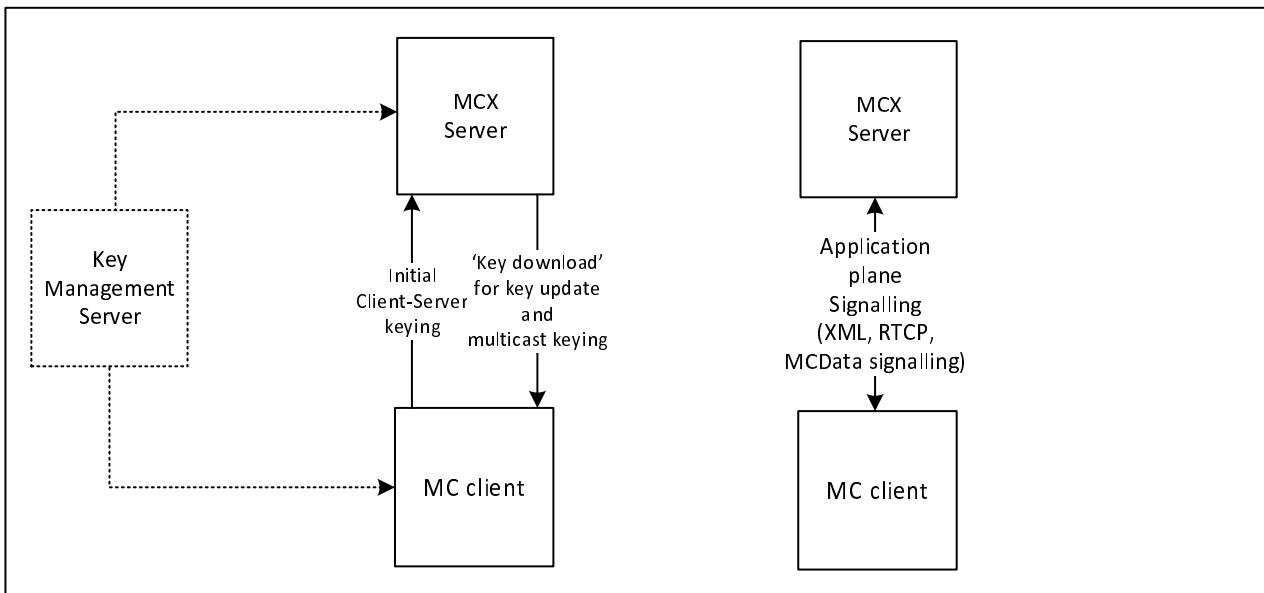 MCX
Server
MCX
Server
Key
Management
Server
Initial
Client-Server
keying
‘Key download’
for key update
and
multicast keying
Application
plane
Signalling
(XML, RTCP,
MCData signalling)
MC client
MC client